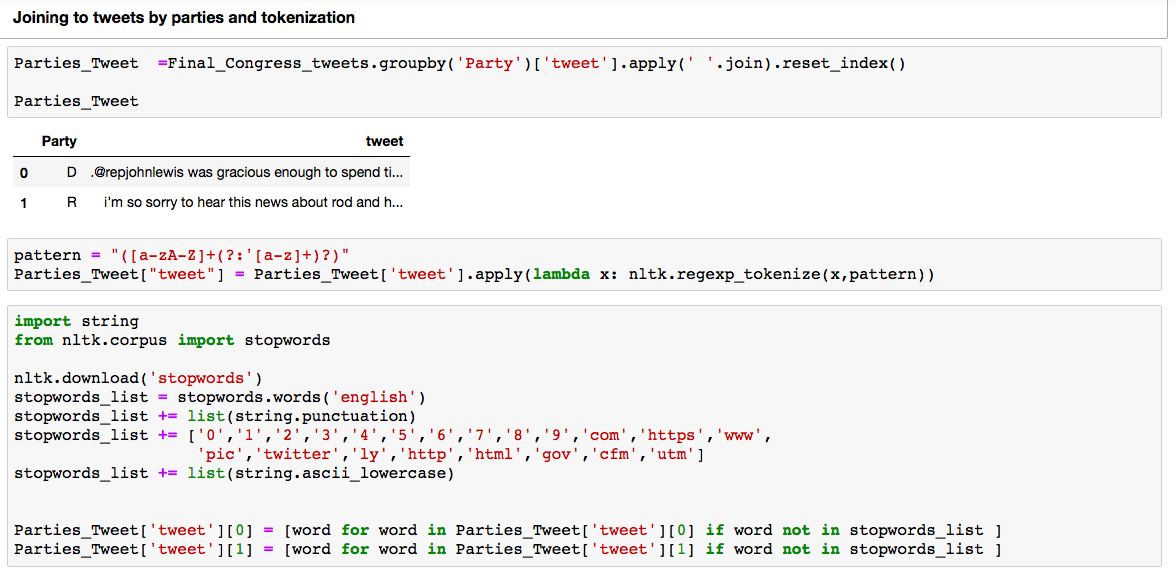 Joining to tweets by parties and tokenization
Parties_Tweet  =Final_Congress_tweets.groupby('Party')['tweet'].apply(' '.join).reset_index()
Parties_Tweet
Party tweet
0 D .@repjohnlewis was gracious enough to spend ti...
1 R i'm so sorry to hear this news about rod and h...
pattern = "([a-zA-Z]+(?:'[a-z]+)?)"
Parties_Tweet["tweet"] = Parties_Tweet['tweet'].apply(lambda x: nltk.regexp_tokenize(x,pattern))
import string
from nltk.corpus import stopwords
nltk.download('stopwords')
stopwords_list = stopwords.words('english')
stopwords_list += list(string.punctuation)
stopwords_list += ['0','1','2','3','4','5','6','7','8','9','com','https','www',
'pic','twitter','ly','http','html','gov','cfm','utm']
stopwords_list += list(string.ascii_lowercase)
Parties_Tweet['tweet'][0] = [word for word in Parties_Tweet['tweet'][0] if word not in stopwords_list ]
Parties_Tweet['tweet'][1] = [word for word in Parties_Tweet['tweet'][1] if word not in stopwords_list ]